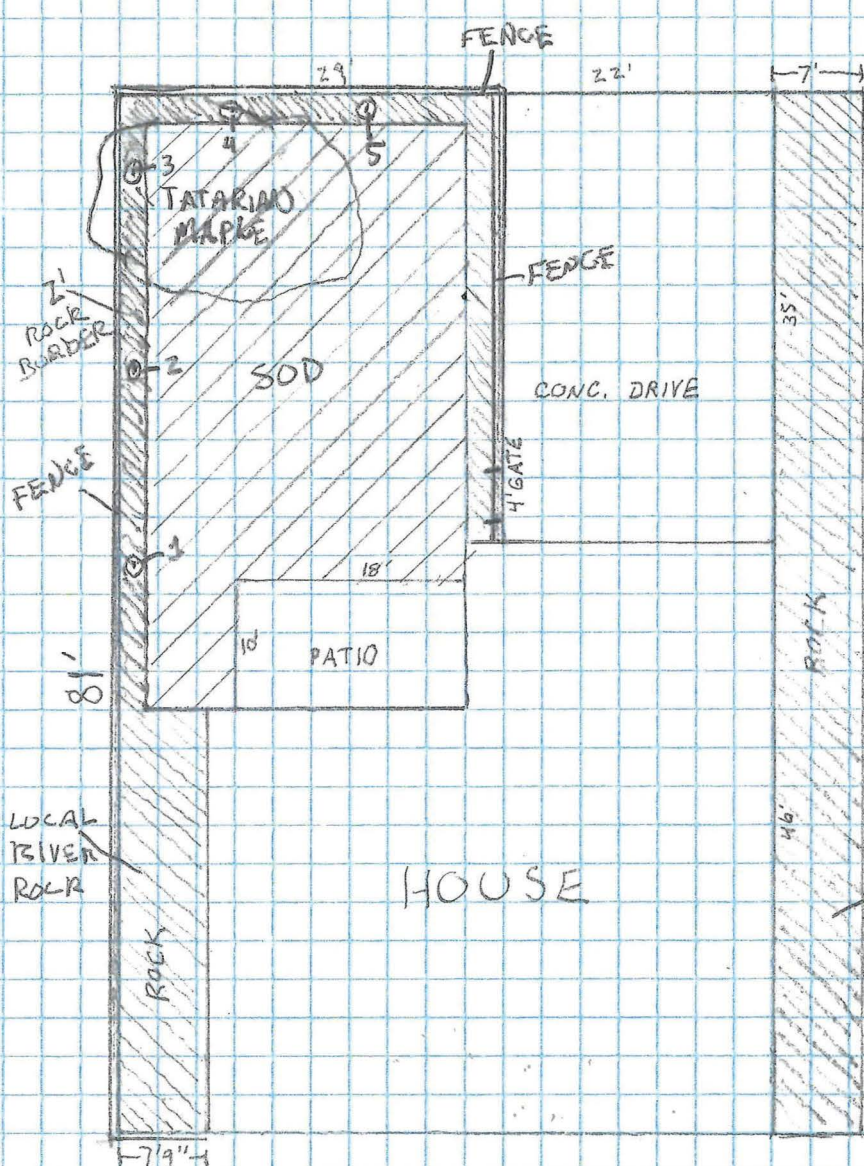 FENCE
29'
22'
7'
3
4
5
TATARIAN
MAPLE
FENCE
2'
ROCK
BORDER
35'
2
SOD
CONC. DRIVE
FENCE
4' GATE
1
18'
10'
PATIO
81'
ROCK
LOCAL
RIVER
ROCK
46'
HOUSE
ROCK
7'9"